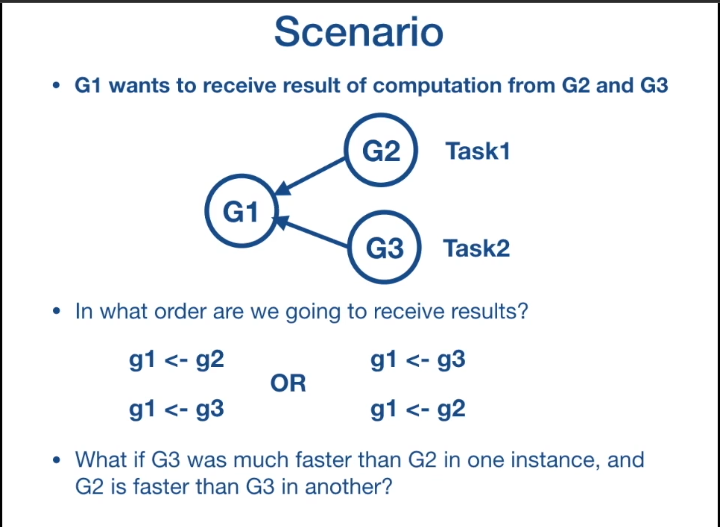 Scenario
• G1 wants to receive result of computation from G2 and G3
G2 Task1
G1
G3 Task2
• In what order are we going to receive results?
g1 <- g2 g1 <- g3
OR
g1 <- g3 g1 <- g2
• What if G3 was much faster than G2 in one instance, and
G2 is faster than G3 in another?